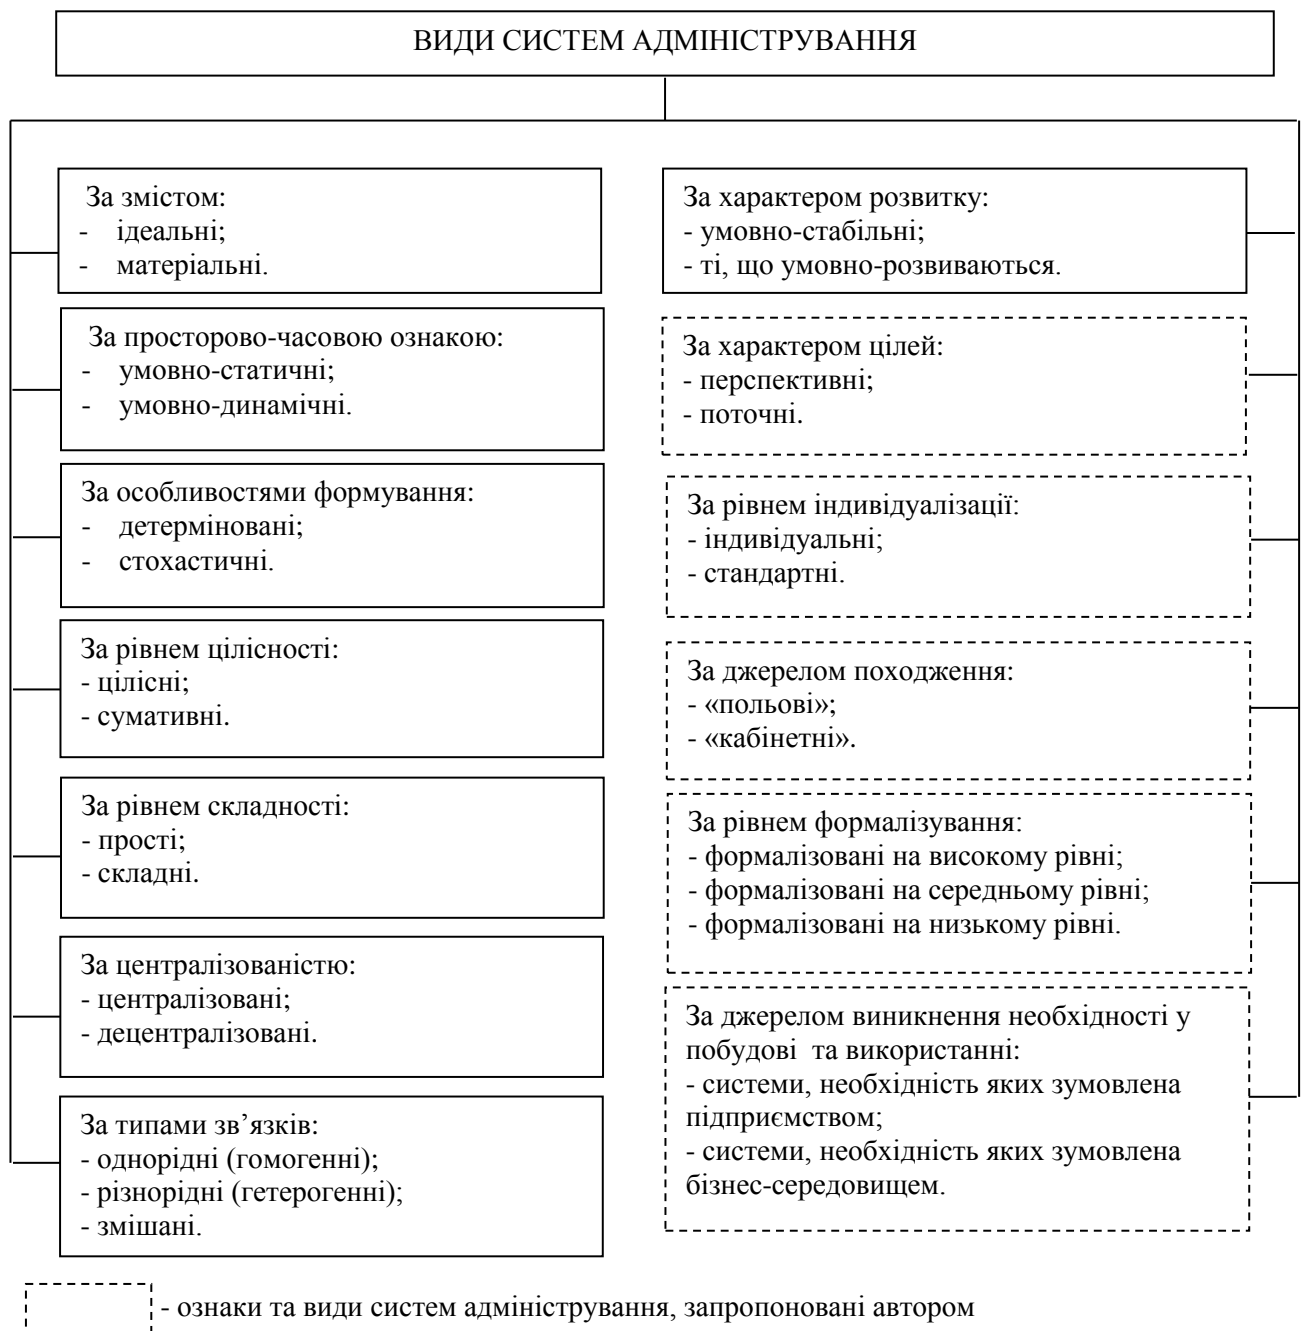 ВИДИ СИСТЕМ АДМІНІСТРУВАННЯ
За змістом:
- ідеальні;
- матеріальні.
За просторово-часовою ознакою:
- умовно-статичні;
- умовно-динамічні.
За особливостями формування:
- детерміновані;
- стохастичні.
За рівнем цілісності:
- цілісні;
- сумативні.
За рівнем складності:
- прості;
- складні.
За централізованістю:
- централізовані;
- децентралізовані.
За типами зв’язків:
- однорідні (гомогенні);
- різнорідні (гетерогенні);
- змішані.
За характером розвитку:
- умовно-стабільні;
- ті, що умовно-розвиваються.
За характером цілей:
- перспективні;
- поточні.
За рівнем індивідуалізації:
- індивідуальні;
- стандартні.
За джерелом походження:
- «польові»;
- «кабінетні».
За рівнем формалізування:
- формалізовані на високому рівні;
- формалізовані на середньому рівні;
- формалізовані на низькому рівні.
За джерелом виникнення необхідності у
побудові та використанні:
- системи, необхідність яких зумовлена
підприємством;
- системи, необхідність яких зумовлена
бізнес-середовищем.
- ознаки та види систем адміністрування, запропоновані автором